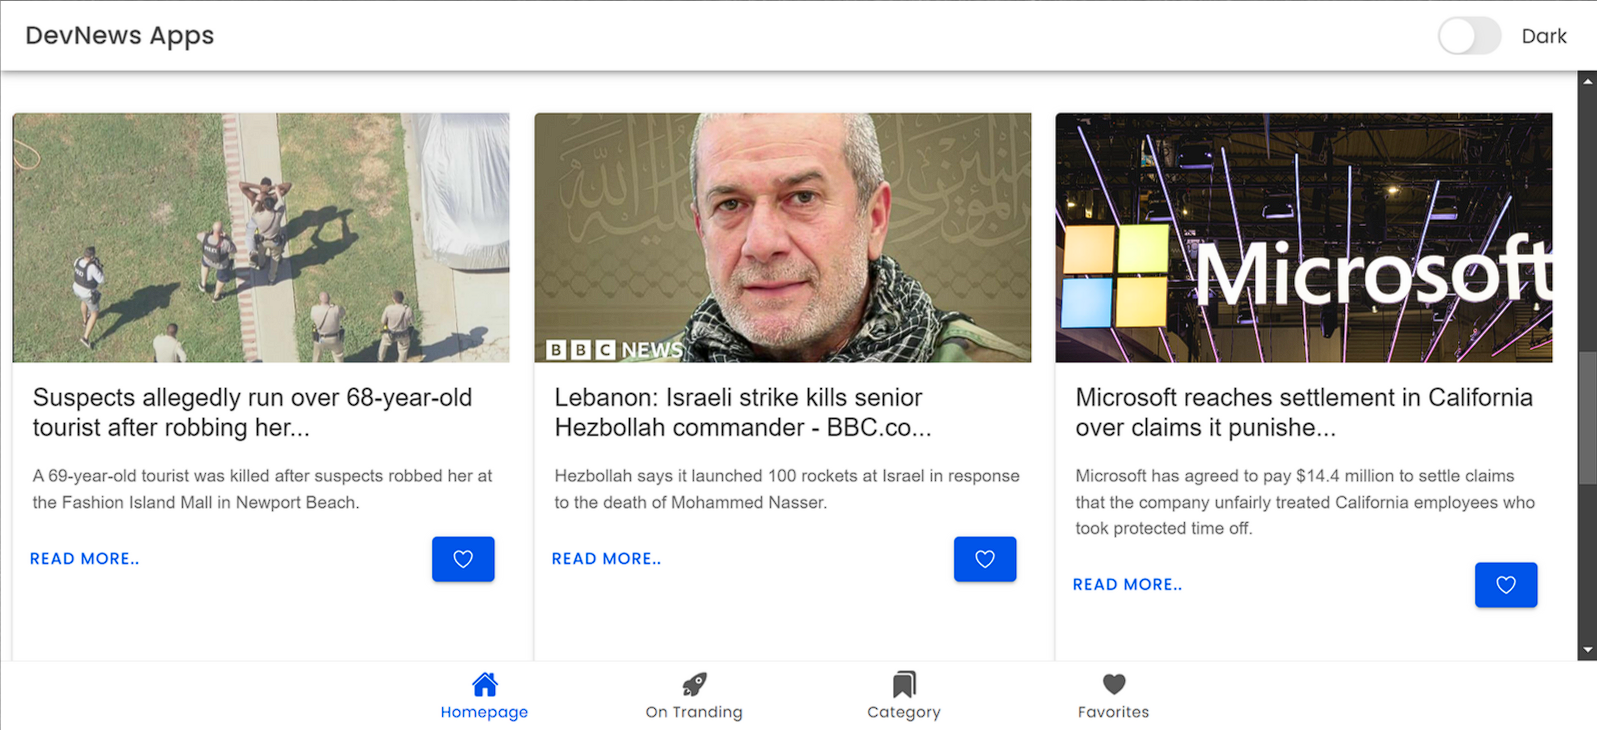 DevNews Apps
Dark
BBC NEWS
Microsoft
Suspects allegedly run over 68-year-old
tourist after robbing her...
A 69-year-old tourist was killed after suspects robbed her at
the Fashion Island Mall in Newport Beach.
READ MORE..
Lebanon: Israeli strike kills senior
Hezbollah commander - BBC.co...
Hezbollah says it launched 100 rockets at Israel in response
to the death of Mohammed Nasser.
READ MORE..
Microsoft reaches settlement in California
over claims it punishe...
Microsoft has agreed to pay $14.4 million to settle claims
that the company unfairly treated California employees who
took protected time off.
READ MORE..
Homepage
On Tranding
Category
Favorites